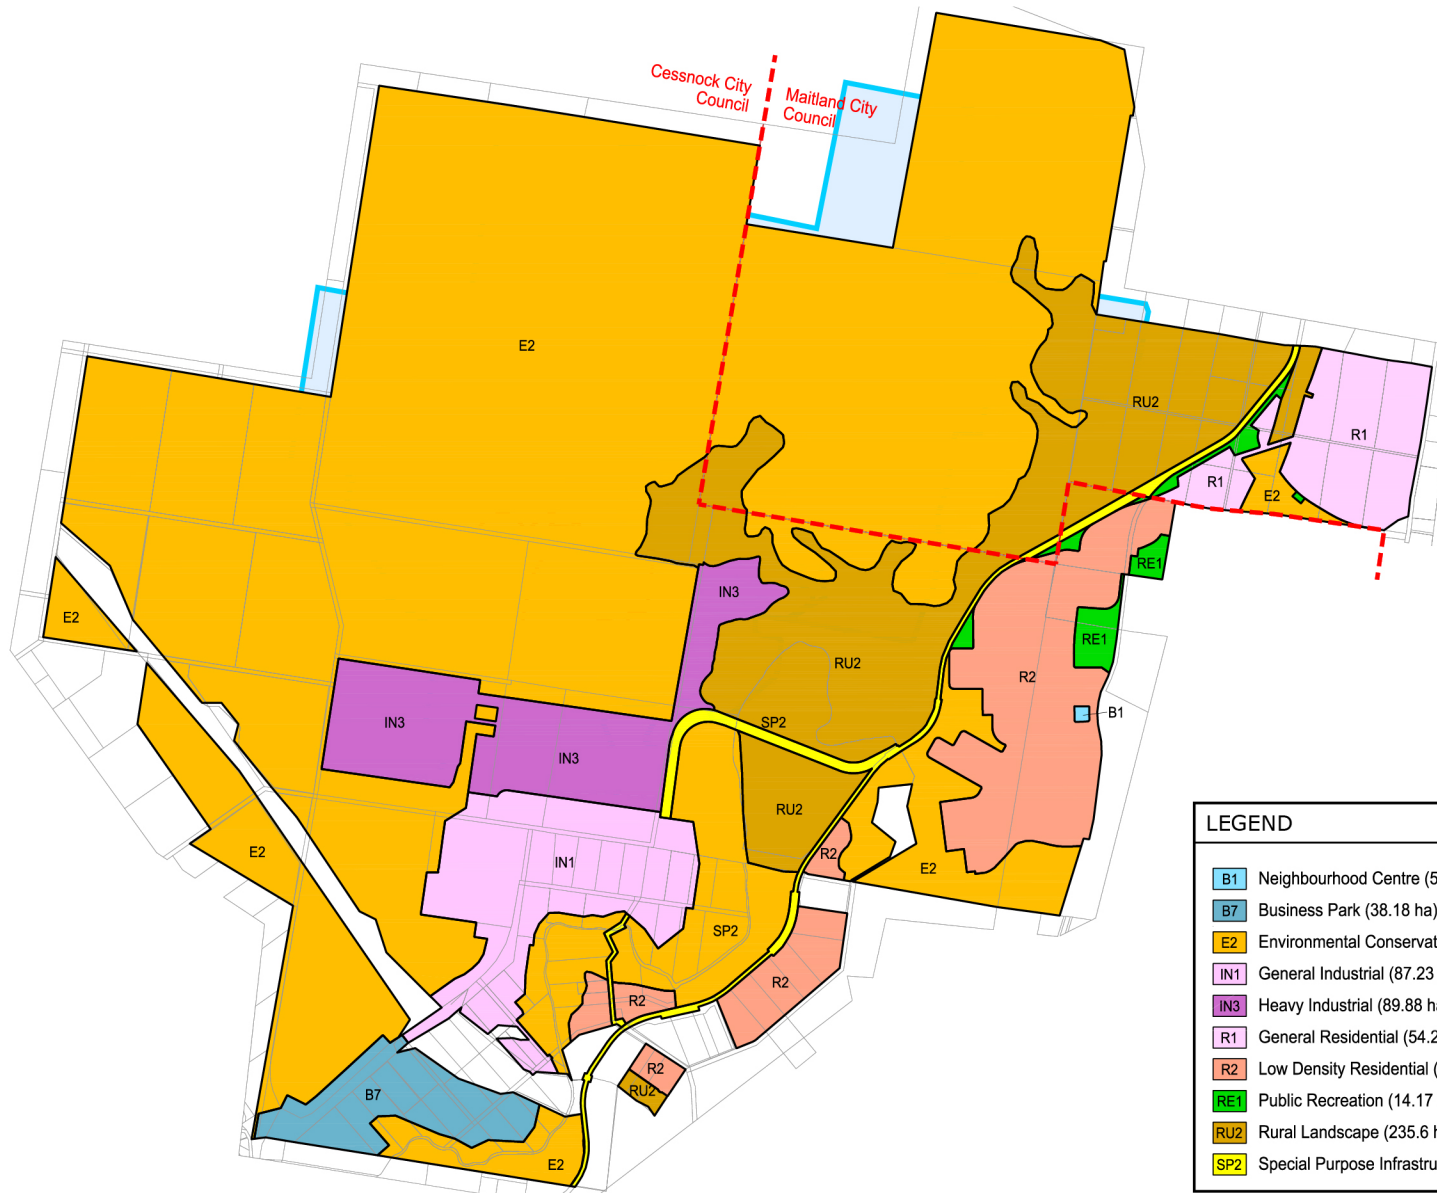 Cessnock City
Council
Maitland City
Council
E2
RU2
R1
R1
E2
RE1
IN3
E2
RE1
RU2
R2
B1
SP2
IN3
IN3
RU2
R2
E2
E2
IN1
SP2
R2
R2
R2
RU2
B7
E2
LEGEND
B1 Neighbourhood Centre (5
B7 Business Park (38.18 ha)
E2 Environmental Conservat
IN1 General Industrial (87.23
IN3 Heavy Industrial (89.88 h
R1 General Residential (54.2
R2 Low Density Residential (
RE1 Public Recreation (14.17
RU2 Rural Landscape (235.6 h
SP2 Special Purpose Infrastru